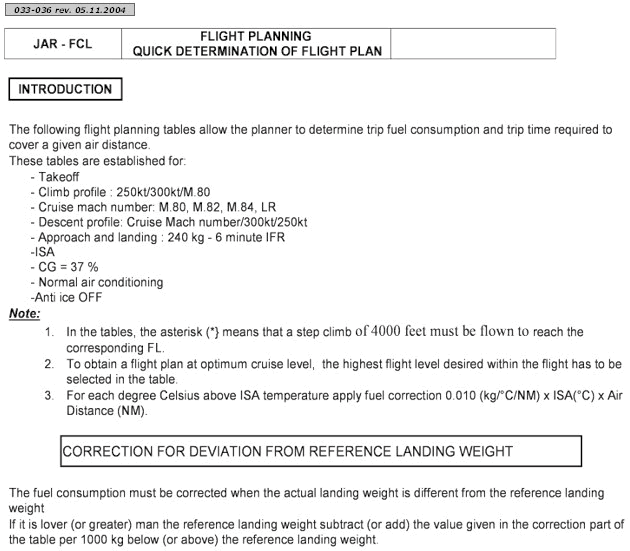 033-036 rev. 05.11.2004
JAR - FCL
FLIGHT PLANNING
QUICK DETERMINATION OF FLIGHT PLAN
INTRODUCTION
The following flight planning tables allow the planner to determine trip fuel consumption and trip time required to
cover a given air distance.
These tables are established for:
- Takeoff
- Climb profile : 250kt/300kt/M.80
- Cruise mach number: M.80, M.82, M.84, LR
- Descent profile: Cruise Mach number/300kt/250kt
- Approach and landing : 240 kg - 6 minute IFR
-ISA
- CG = 37 %
- Normal air conditioning
-Anti ice OFF
Note:
1. In the tables, the asterisk (*} means that a step climb of 4000 feet must be flown to reach the
corresponding FL.
2. To obtain a flight plan at optimum cruise level, the highest flight level desired within the flight has to be
selected in the table.
3. For each degree Celsius above ISA temperature apply fuel correction 0.010 (kg/°C/NM) x ISA(°C) x Air
Distance (NM).
CORRECTION FOR DEVIATION FROM REFERENCE LANDING WEIGHT
The fuel consumption must be corrected when the actual landing weight is different from the reference landing
weight
If it is lover (or greater) man the reference landing weight subtract (or add) the value given in the correction part of
the table per 1000 kg below (or above) the reference landing weight.